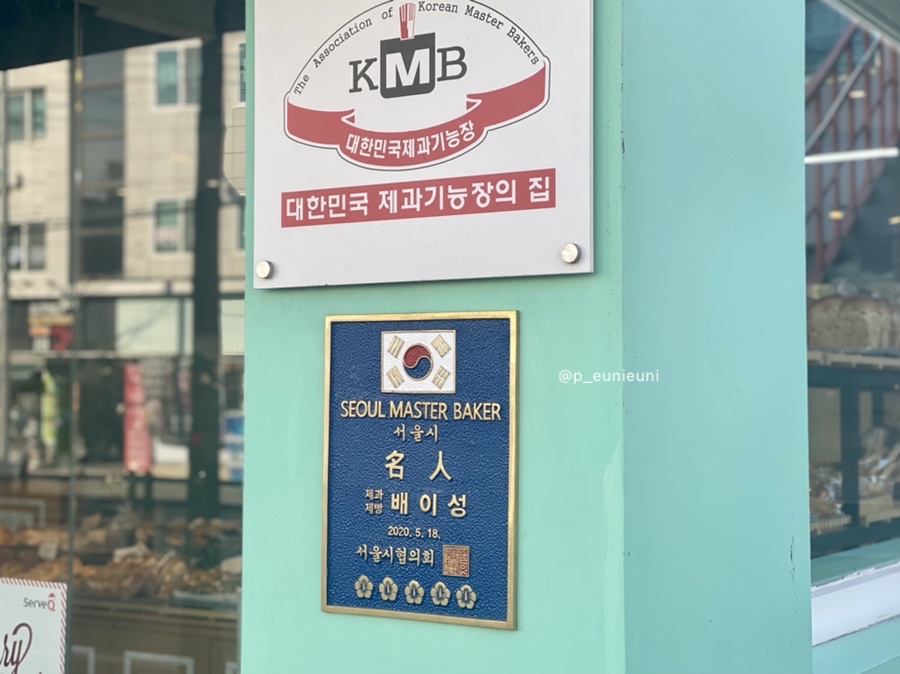 The Association of Korean Master Bakers
KMB
대한민국제과기능장
대한민국 제과기능장의 집
SEOUL MASTER BAKER
서울시
名人
제과
제빵
배이성
2020. 5. 18.
서울시협의회
@p_eunieuni
ServeQ
ry